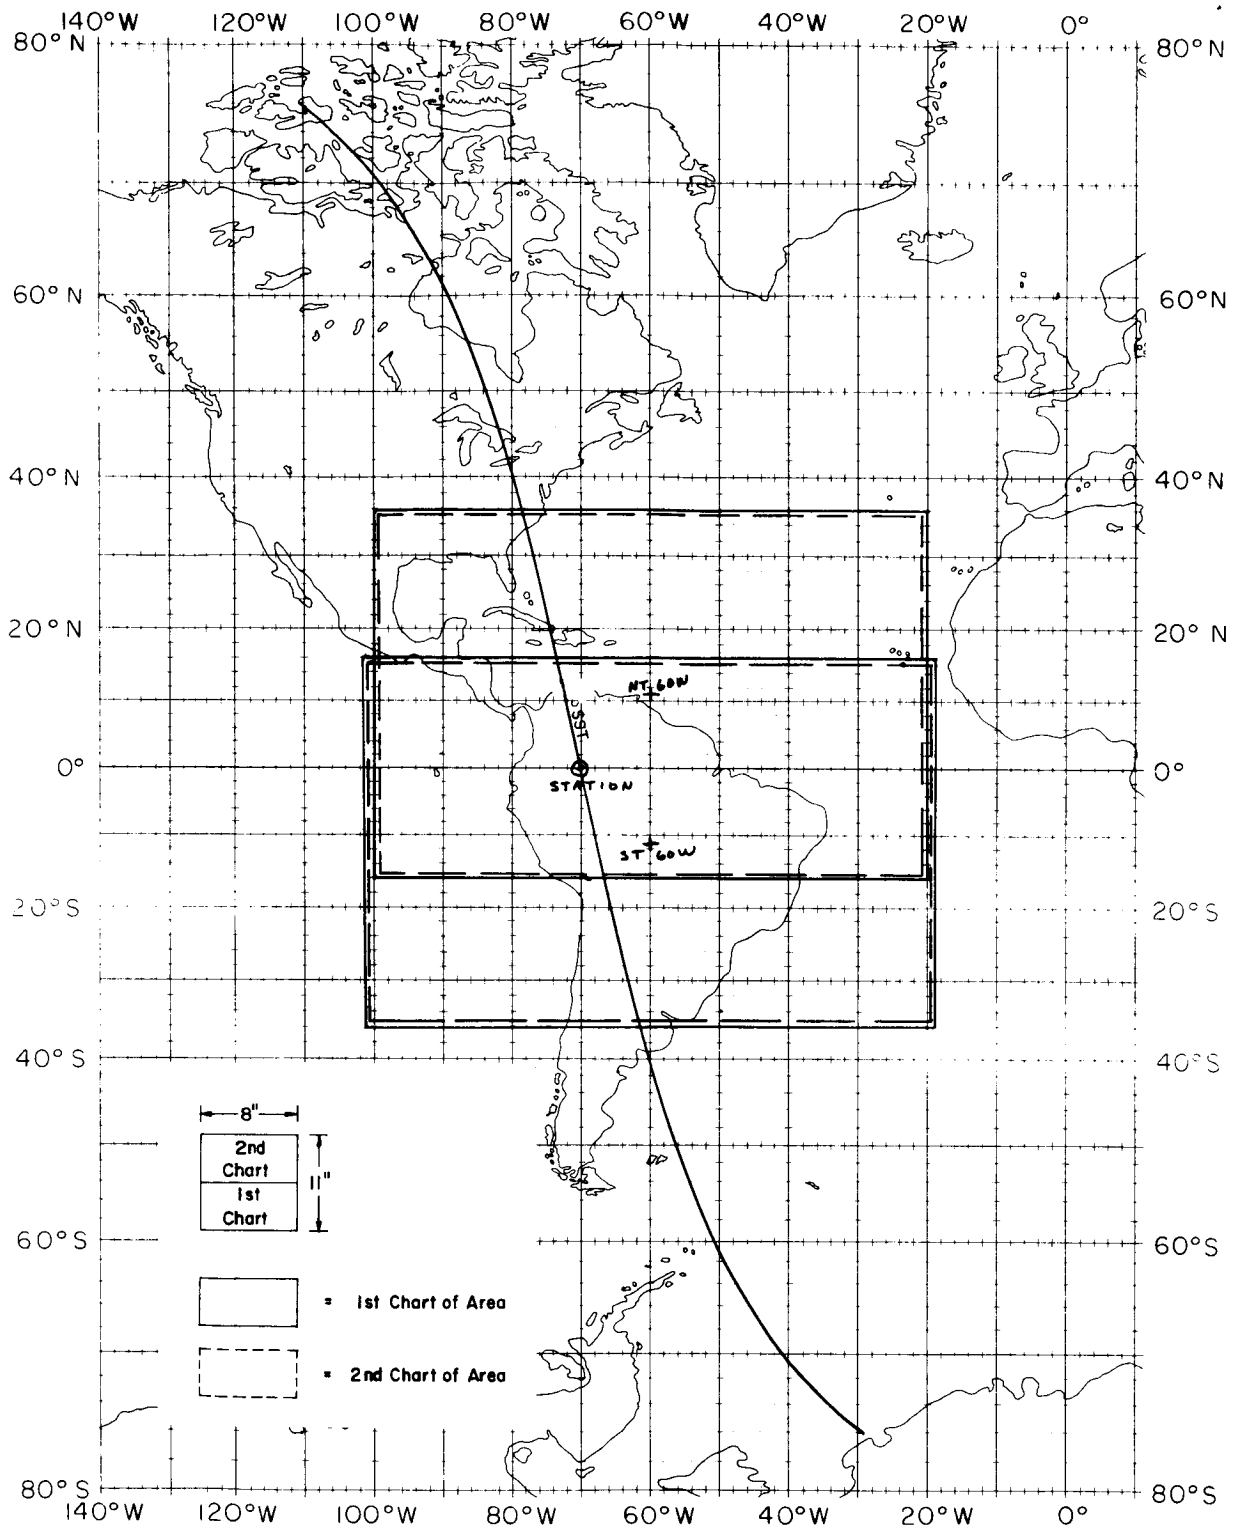 140°W 120°W 100°W 80°W 60°W 40°W 20°W 0°
80°N 80°N
60°N 60°N
40°N 40°N
20°N 20°N
NT 60W
SST
0° 0°
STATION
ST 60W
20°S 20°S
40°S 40°S
8"
2nd
Chart
11"
1st
Chart
60°S 60°S
= 1st Chart of Area
= 2nd Chart of Area
80°S 80°S
140°W 120°W 100°W 80°W 60°W 40°W 20°W 0°